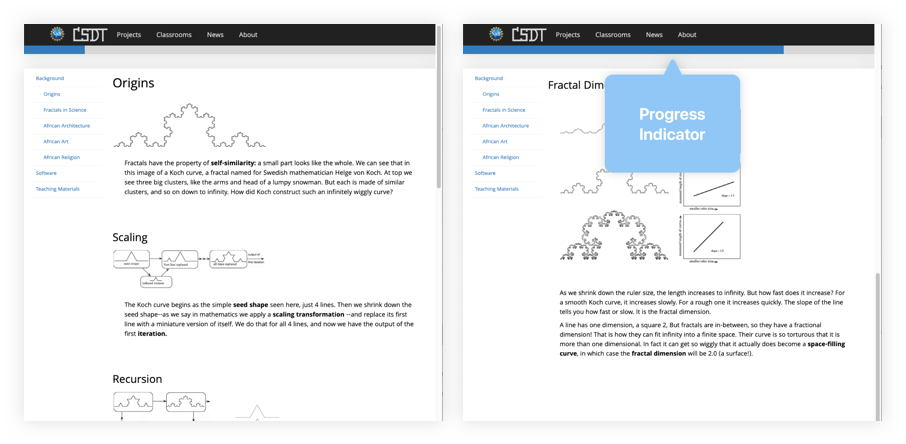 CSDT Projects Classrooms News About
Background
Origins
Fractals in Science
African Architecture
African Art
African Religion
Software
Teaching Materials
Origins
Fractals have the property of self-similarity: a small part looks like the whole. We can see that in
this image of a Koch curve, a fractal named for Swedish mathematician Helge von Koch. At top we
see three big clusters, like the arms and head of a lumpy snowman. But each is made of similar
clusters, and so on down to infinity. How did Koch construct such an infinitely wiggly curve?
Scaling
The Koch curve begins as the simple seed shape seen here, just 4 lines. Then we shrink down the
seed shape--as we say in mathematics we apply a scaling transformation --and replace its first
line with a miniature version of itself. We do that for all 4 lines, and now we have the output of the
first iteration.
Recursion
CSDT Projects Classrooms News About
Background
Origins
Fractals in Science
African Architecture
African Art
African Religion
Software
Teaching Materials
Fractal Dim
Progress
Indicator
smaller ruler size
smaller ruler size
As we shrink down the ruler size, the length increases to infinity. But how fast does it increase? For
a smooth Koch curve, it increases slowly. For a rough one it increases quickly. The slope of the line
tells you how fast or slow. It is the fractal dimension.
A line has one dimension, a square 2, But fractals are in-between, so they have a fractional
dimension! That is how they can fit infinity into a finite space. Their curve is so torturous that it is
more than one dimensional. In fact it can get so wiggly that it actually does become a space-filling
curve, in which case the fractal dimension will be 2.0 (a surface!).